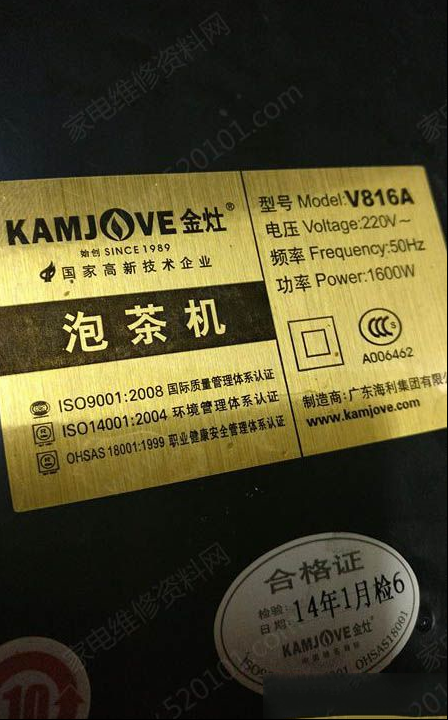 KAMJOVE金灶®
始创 SINCE 1989
国家高新技术企业
泡茶机
ISO9001:2008 国际质量管理体系认证
ISO14001:2004 环境管理体系认证
OHSAS 18001:1999 职业健康安全管理体系认证
型号 Model:V816A
电压 Voltage:220V～
频率 Frequency:50Hz
功率 Power:1600W
CCC S
A006462
制造商:广东海利集团有限
www.kamjove.com
合格证
检验
日期: 14年1月检6
KAMJOVE金灶
OHSAS18001
10
家电维修资料网
520101.com